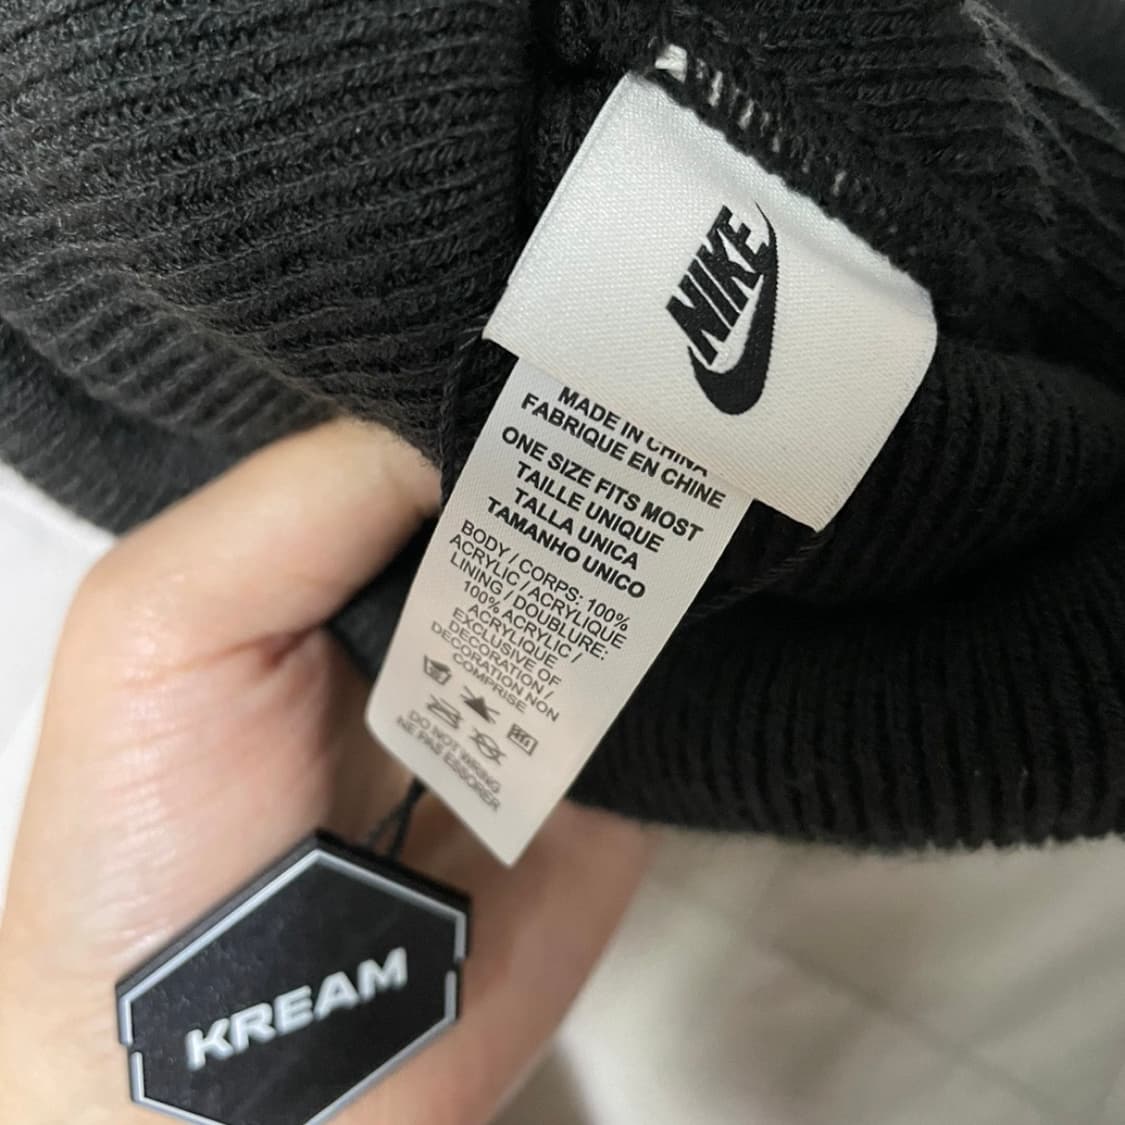 NIKE
MADE IN CHINA
FABRIQUE EN CHINE
ONE SIZE FITS MOST
TAILLE UNIQUE
TALLA UNICA
TAMANHO UNICO
BODY / CORPS: 100%
ACRYLIC / ACRYLIQUE
LINING / DOUBLURE:
100% ACRYLIC /
ACRYLIQUE
EXCLUSIVE OF
DECORATION /
DECORATION NON
COMPRISE
DO NOT WRING
NE PAS ESSORER
KREAM